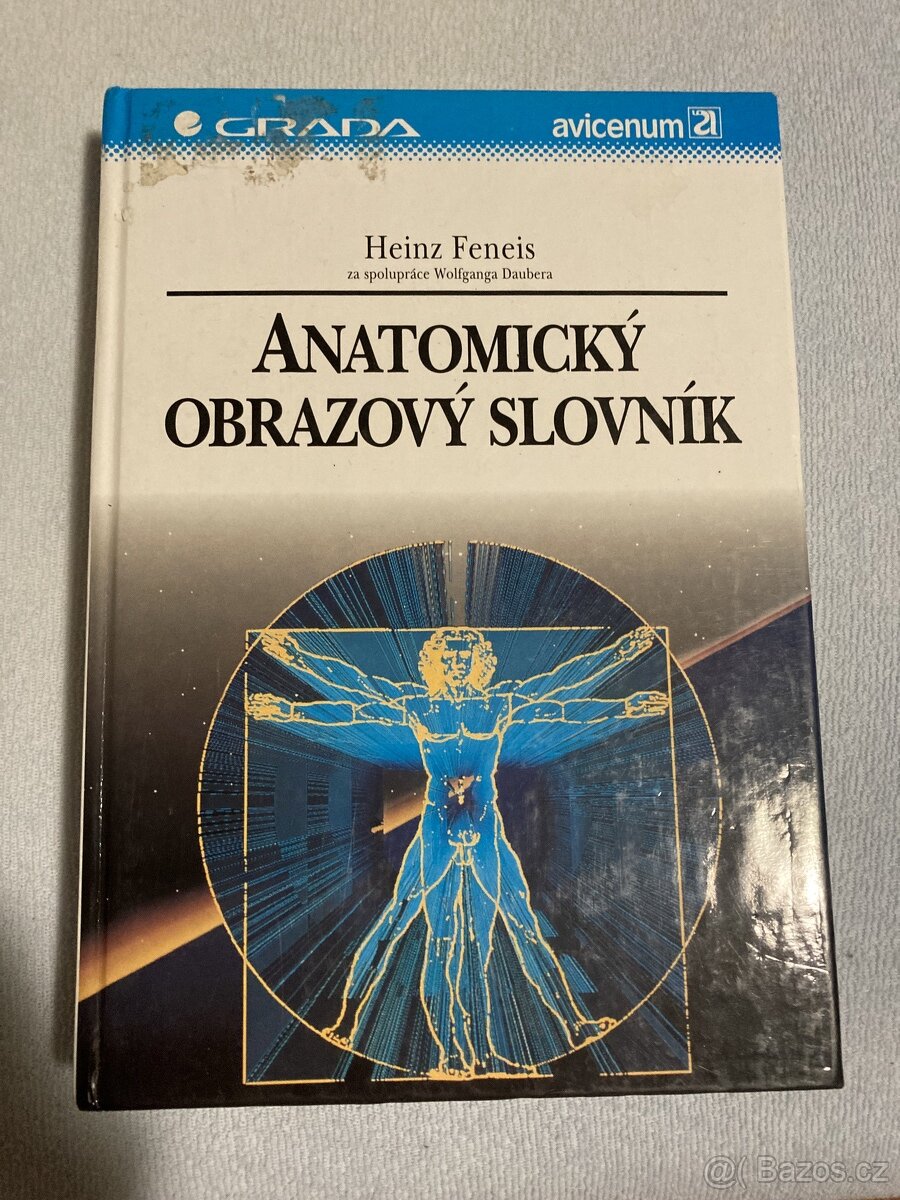 GRADA
avicenum
Heinz Feneis
za spolupráce Wolfganga Daubera
ANATOMICKÝ
OBRAZOVÝ SLOVNÍK
@( Bazos.cz